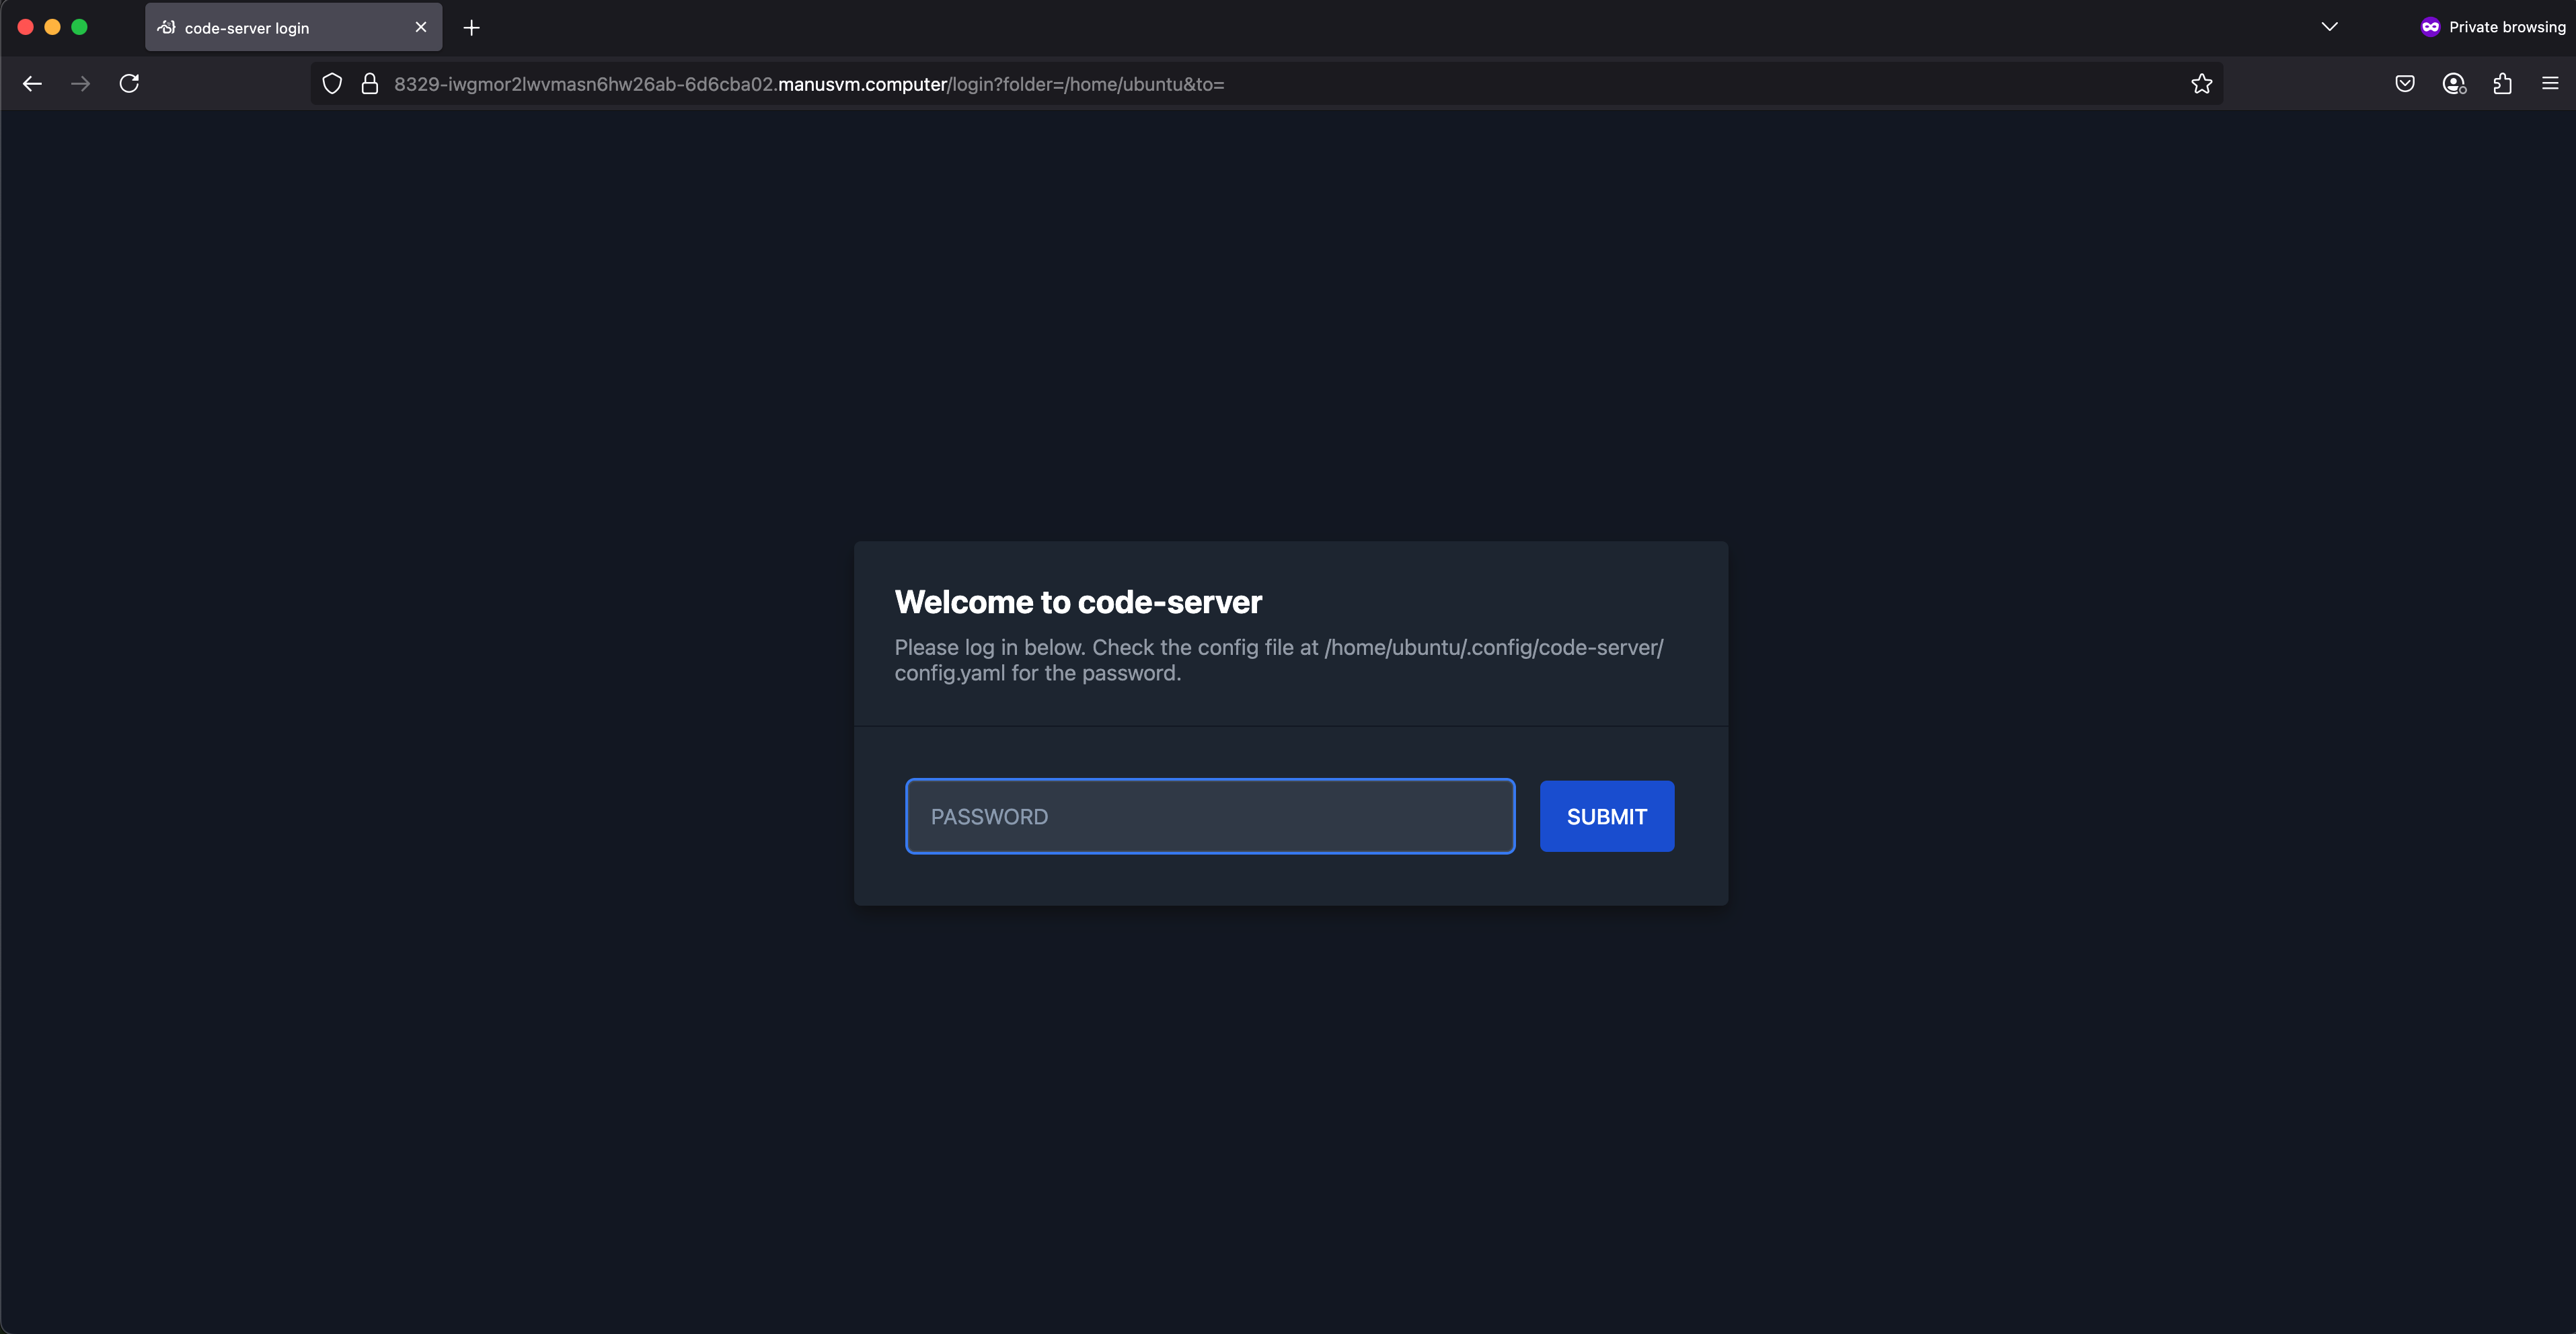 code-server login
Private browsing
8329-iwgmor2lwvmasn6hw26ab-6d6cba02.manusvm.computer/login?folder=/home/ubuntu&to=
Welcome to code-server
Please log in below. Check the config file at /home/ubuntu/.config/code-server/
config.yaml for the password.
PASSWORD
SUBMIT